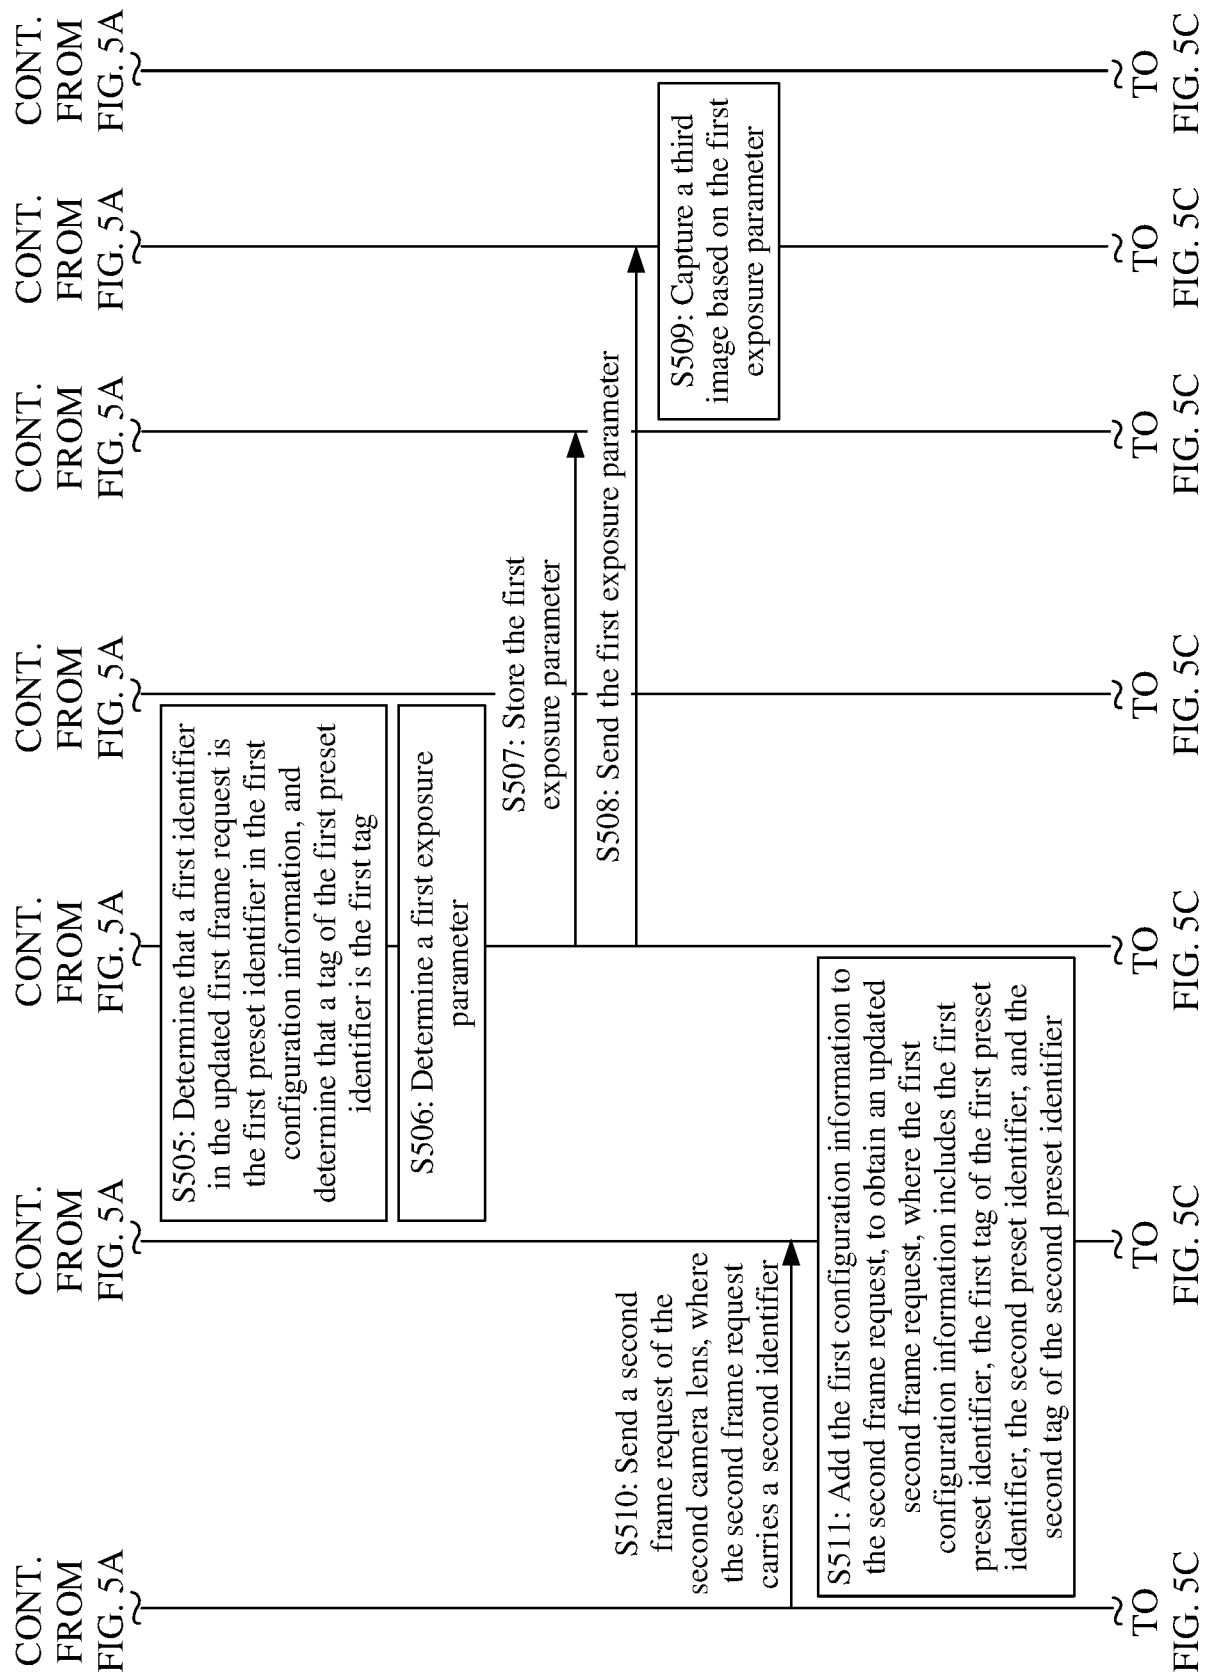 CONT.
FROM
FIG. 5A
CONT.
FROM
FIG. 5A
CONT.
FROM
FIG. 5A
CONT.
FROM
FIG. 5A
CONT.
FROM
FIG. 5A
CONT.
FROM
FIG. 5A
CONT.
FROM
FIG. 5A
S505: Determine that a first identifier
in the updated first frame request is
the first preset identifier in the first
configuration information, and
determine that a tag of the first preset
identifier is the first tag
S506: Determine a first exposure
parameter
S507: Store the first
exposure parameter
S508: Send the first exposure parameter
S509: Capture a third
image based on the first
exposure parameter
S510: Send a second
frame request of the
second camera lens, where
the second frame request
carries a second identifier
S511: Add the first configuration information to
the second frame request, to obtain an updated
second frame request, where the first
configuration information includes the first
preset identifier, the first tag of the first preset
identifier, the second preset identifier, and the
second tag of the second preset identifier
TO
FIG. 5C
TO
FIG. 5C
TO
FIG. 5C
TO
FIG. 5C
TO
FIG. 5C
TO
FIG. 5C
TO
FIG. 5C